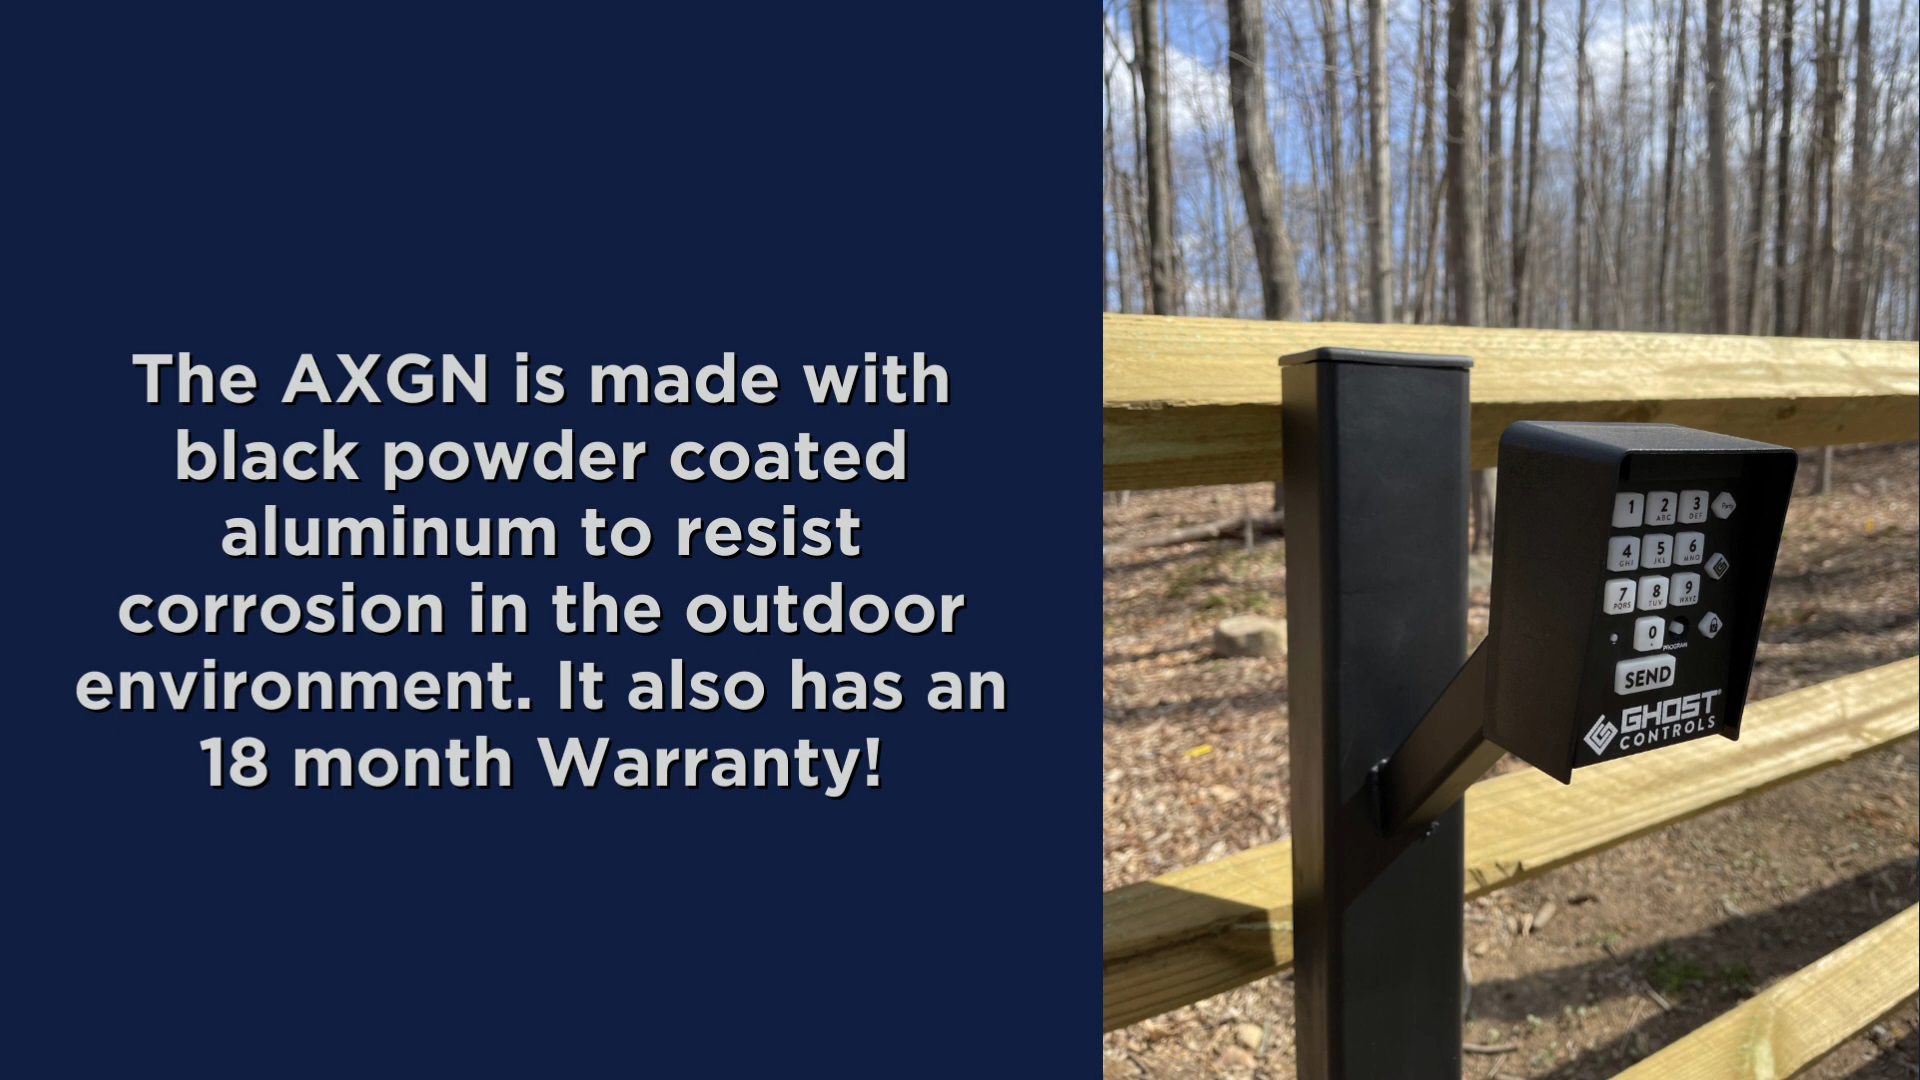 The AXGN is made with
black powder coated
aluminum to resist
corrosion in the outdoor
environment. It also has an
18 month Warranty!
1 2 ABC 3 DEF Party
4 GHI 5 JKL 6 MNO
7 PQRS 8 TUV 9 WXYZ
0 PROGRAM
SEND
GHOST
CONTROLS